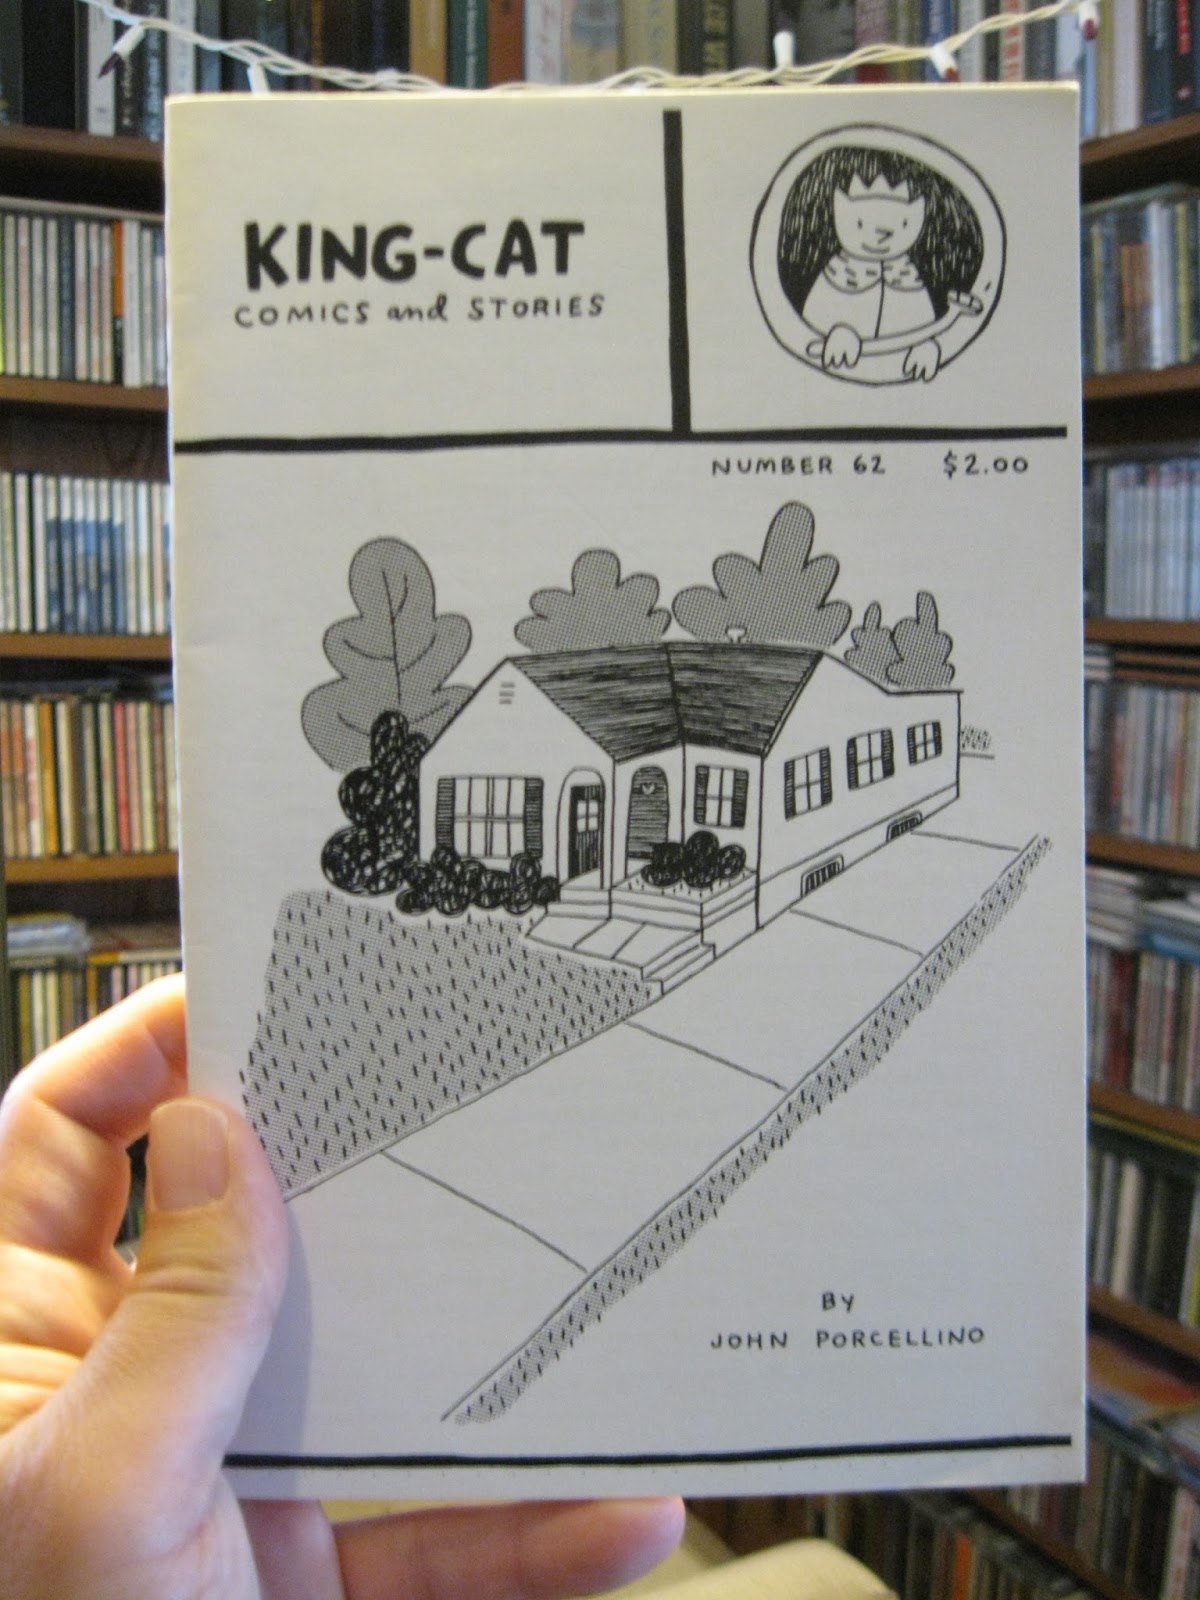 KING-CAT
COMICS and STORIES
NUMBER 62 $2.00
BY
JOHN PORCELLINO